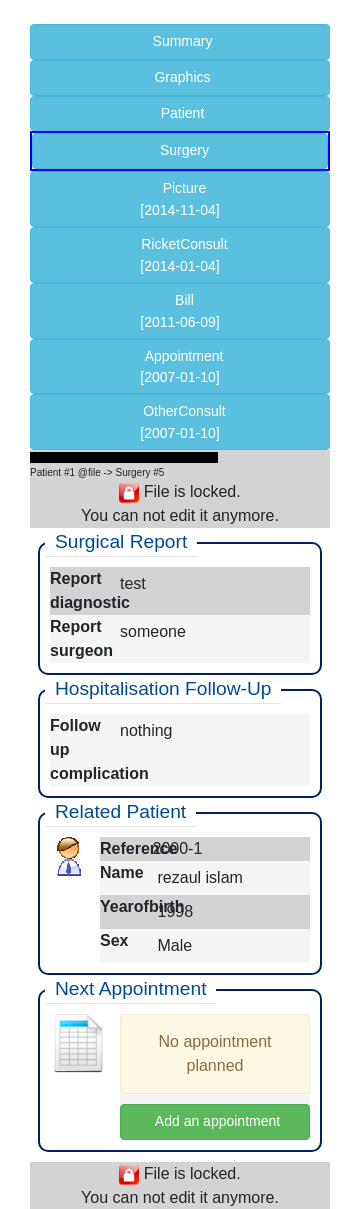 Summary
Graphics
Patient
Surgery
Picture
[2014-11-04]
RicketConsult
[2014-01-04]
Bill
[2011-06-09]
Appointment
[2007-01-10]
OtherConsult
[2007-01-10]
Patient #1 @file -> Surgery #5
File is locked.
You can not edit it anymore.
Surgical Report
Report diagnostic test
Report surgeon someone
Hospitalisation Follow-Up
Follow up complication nothing
Related Patient
Reference 2000-1
Name rezaul islam
Yearofbirth 1998
Sex Male
Next Appointment
No appointment
planned
Add an appointment
File is locked.
You can not edit it anymore.